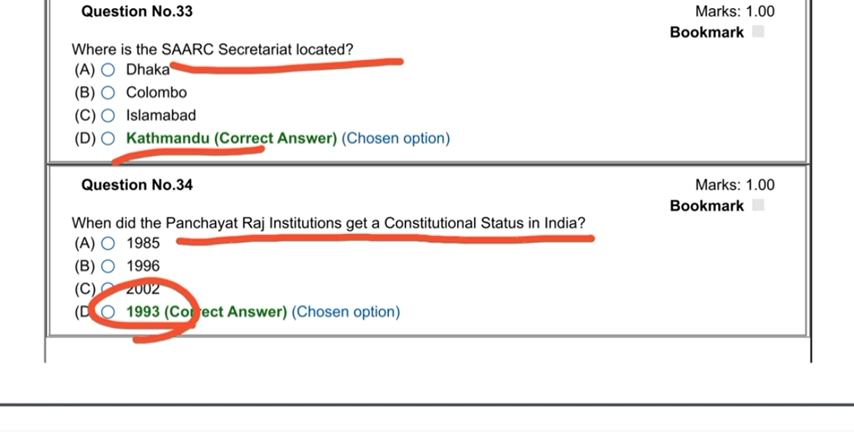 Question No.33 Marks: 1.00
Bookmark
Where is the SAARC Secretariat located?
(A) Dhaka
(B) Colombo
(C) Islamabad
(D) Kathmandu (Correct Answer) (Chosen option)
Question No.34 Marks: 1.00
Bookmark
When did the Panchayat Raj Institutions get a Constitutional Status in India?
(A) 1985
(B) 1996
(C) 2002
(D 1993 (Correct Answer) (Chosen option)